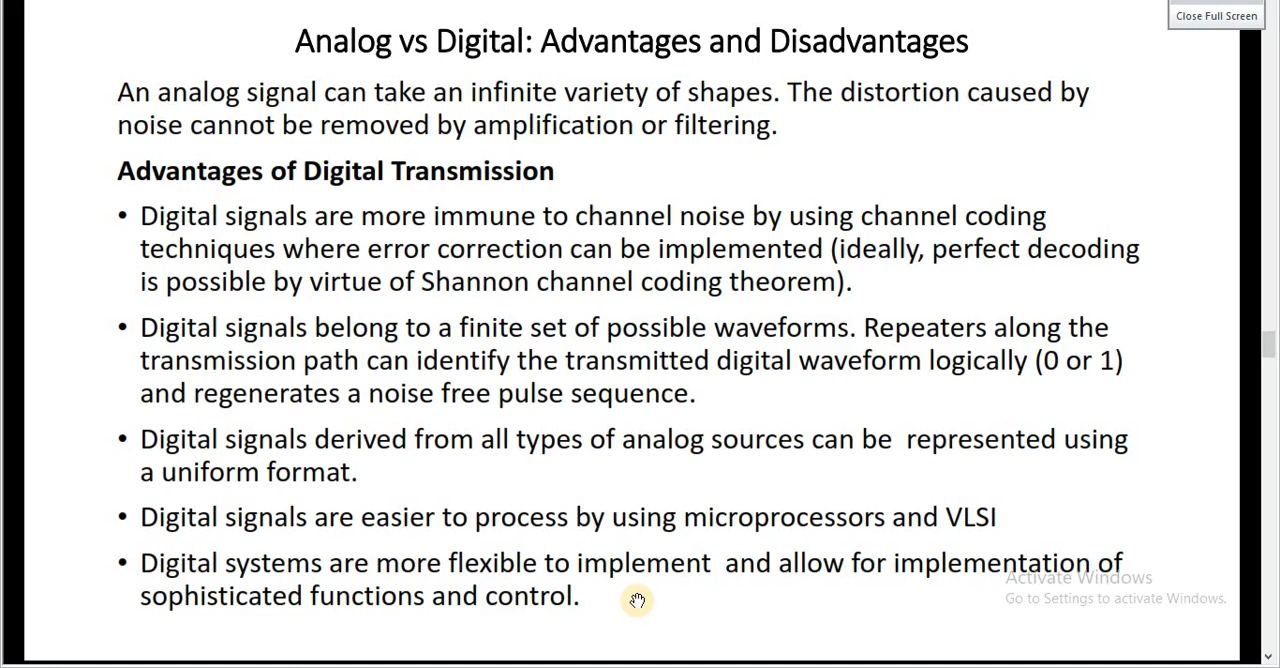 Close Full Screen
Analog vs Digital: Advantages and Disadvantages
An analog signal can take an infinite variety of shapes. The distortion caused by
noise cannot be removed by amplification or filtering.
Advantages of Digital Transmission
• Digital signals are more immune to channel noise by using channel coding
techniques where error correction can be implemented (ideally, perfect decoding
is possible by virtue of Shannon channel coding theorem).
• Digital signals belong to a finite set of possible waveforms. Repeaters along the
transmission path can identify the transmitted digital waveform logically (0 or 1)
and regenerates a noise free pulse sequence.
• Digital signals derived from all types of analog sources can be represented using
a uniform format.
• Digital signals are easier to process by using microprocessors and VLSI
• Digital systems are more flexible to implement and allow for implementation of
sophisticated functions and control.
Activate Windows
Go to Settings to activate Windows.